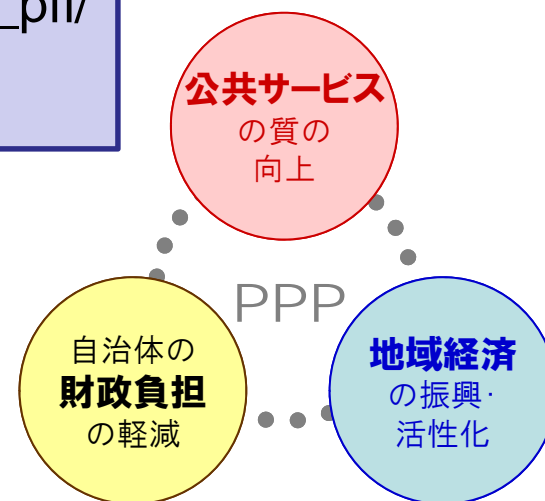 _pfi/
公共サービス
の質の
向上
PPP
自治体の
財政負担
の軽減
地域経済
の振興・
活性化